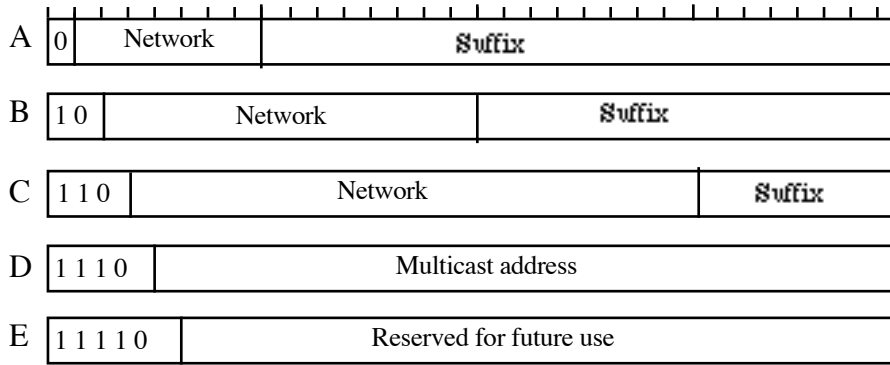 A 0 Network Suffix
B 1 0 Network Suffix
C 1 1 0 Network Suffix
D 1 1 1 0 Multicast address
E 1 1 1 1 0 Reserved for future use